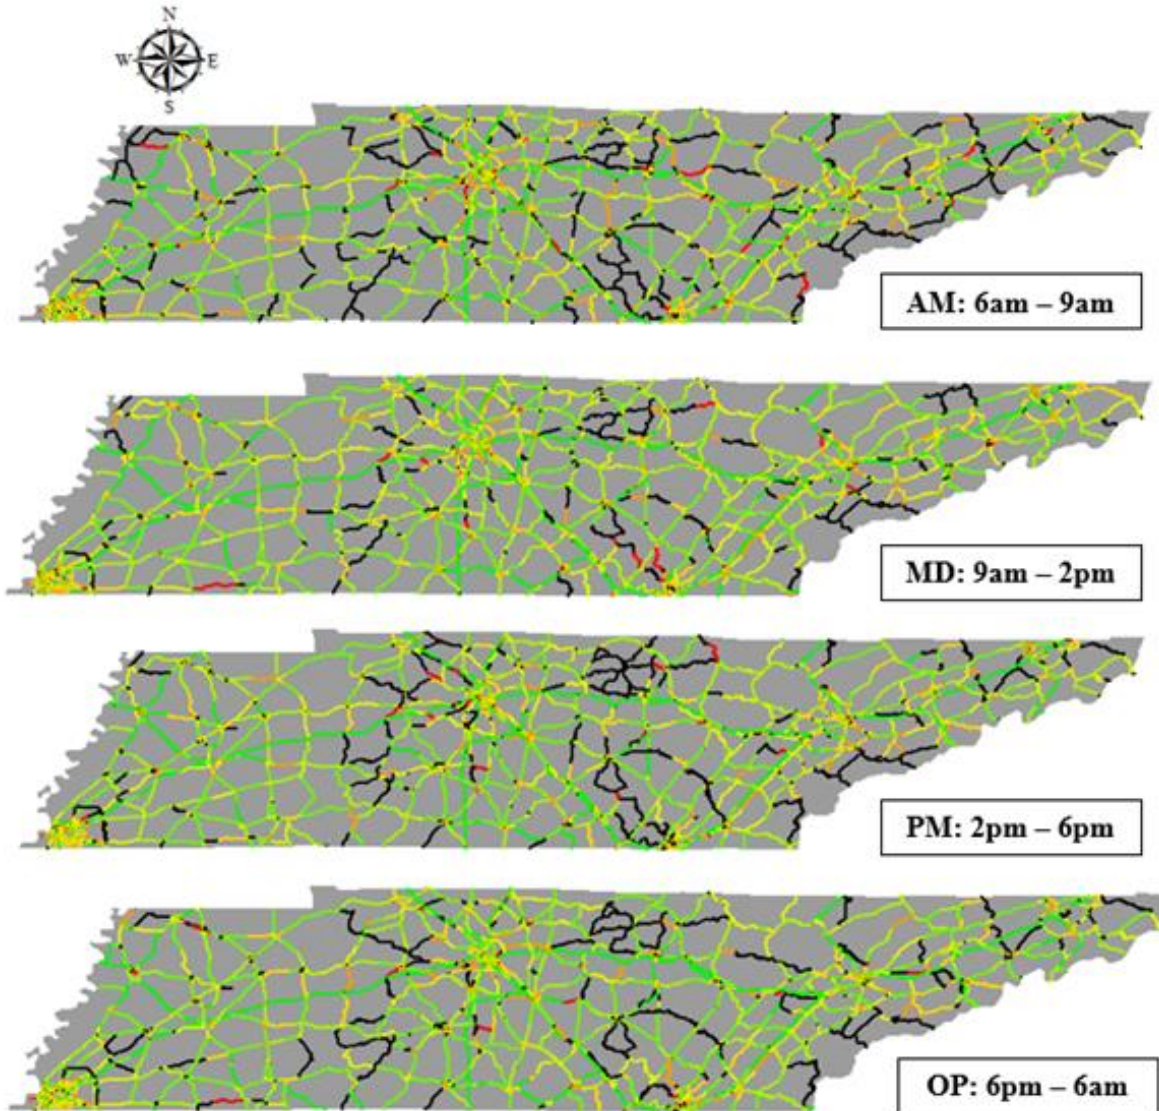 N
W E
S
AM: 6am – 9am
MD: 9am – 2pm
PM: 2pm – 6pm
OP: 6pm – 6am